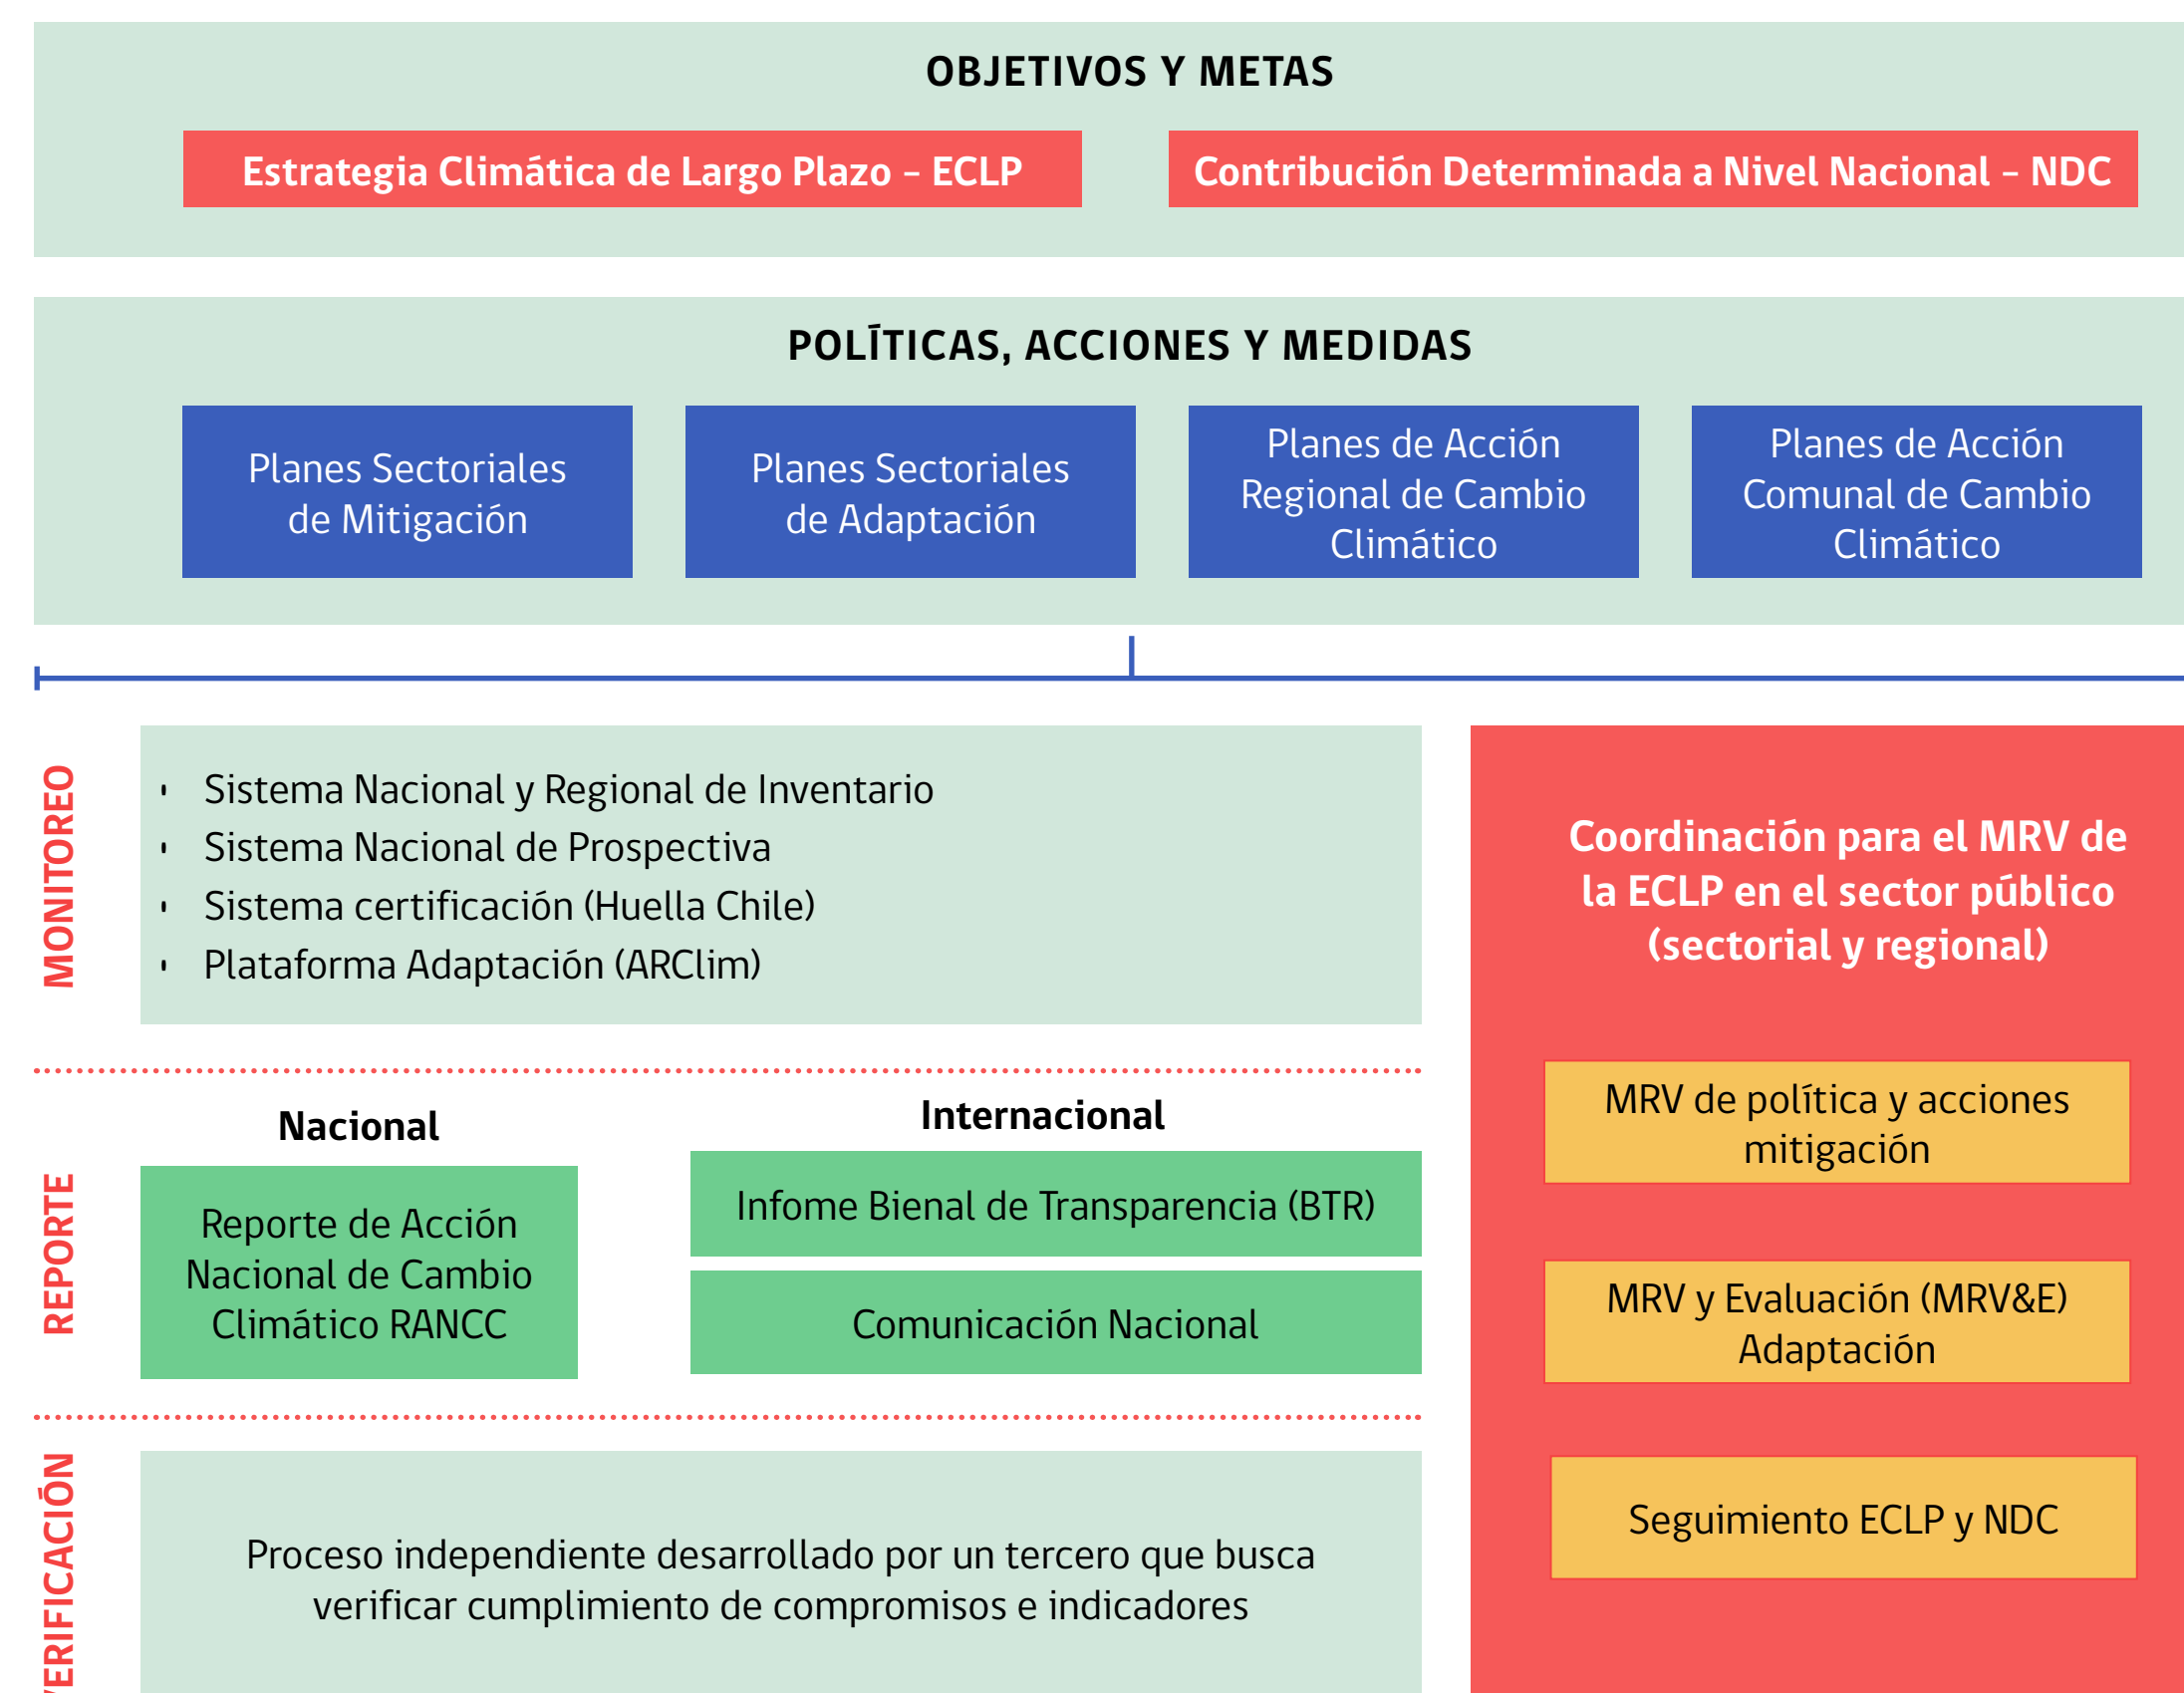 OBJETIVOS Y METAS
Estrategia Climática de Largo Plazo – ECLP
Contribución Determinada a Nivel Nacional – NDC
POLÍTICAS, ACCIONES Y MEDIDAS
Planes Sectoriales
de Mitigación
Planes Sectoriales
de Adaptación
Planes de Acción
Regional de Cambio
Climático
Planes de Acción
Comunal de Cambio
Climático
MONITOREO
• Sistema Nacional y Regional de Inventario
• Sistema Nacional de Prospectiva
• Sistema certificación (Huella Chile)
• Plataforma Adaptación (ARClim)
REPORTE
Nacional
Reporte de Acción
Nacional de Cambio
Climático RANCC
Internacional
Infome Bienal de Transparencia (BTR)
Comunicación Nacional
VERIFICACIÓN
Proceso independiente desarrollado por un tercero que busca
verificar cumplimiento de compromisos e indicadores
Coordinación para el MRV de
la ECLP en el sector público
(sectorial y regional)
MRV de política y acciones
mitigación
MRV y Evaluación (MRV&E)
Adaptación
Seguimiento ECLP y NDC